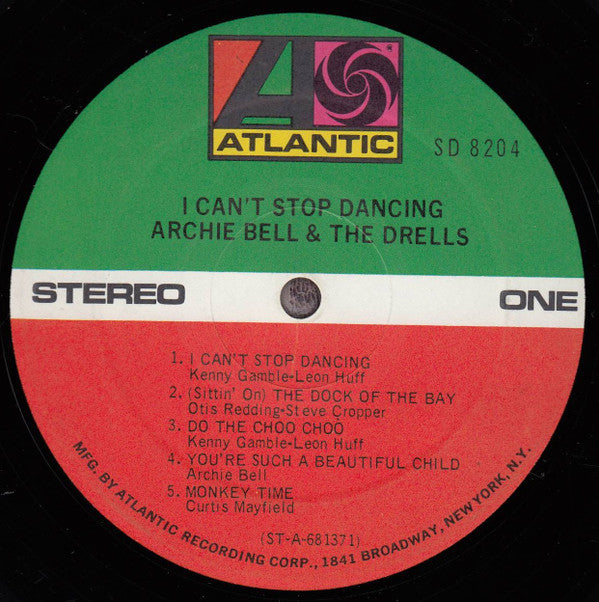 ATLANTIC
®
SD 8204
I CAN'T STOP DANCING
ARCHIE BELL & THE DRELLS
STEREO
ONE
1. I CAN'T STOP DANCING
Kenny Gamble-Leon Huff
2. (Sittin' On) THE DOCK OF THE BAY
Otis Redding-Steve Cropper
3. DO THE CHOO CHOO
Kenny Gamble-Leon Huff
4. YOU'RE SUCH A BEAUTIFUL CHILD
Archie Bell
5. MONKEY TIME
Curtis Mayfield
(ST-A-681371)
MFG. BY ATLANTIC RECORDING CORP., 1841 BROADWAY, NEW YORK, N.Y.